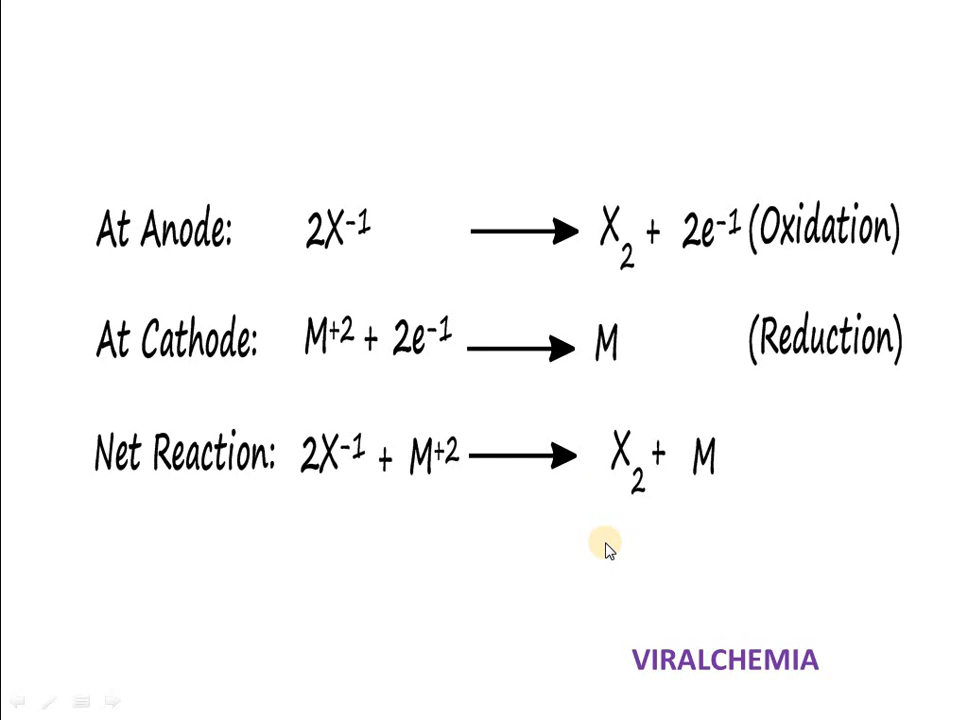 At Anode: 2X⁻¹ ⟶ X₂ + 2e⁻¹ (Oxidation)
At Cathode: M⁺² + 2e⁻¹ ⟶ M (Reduction)
Net Reaction: 2X⁻¹ + M⁺² ⟶ X₂ + M
VIRALCHEMIA